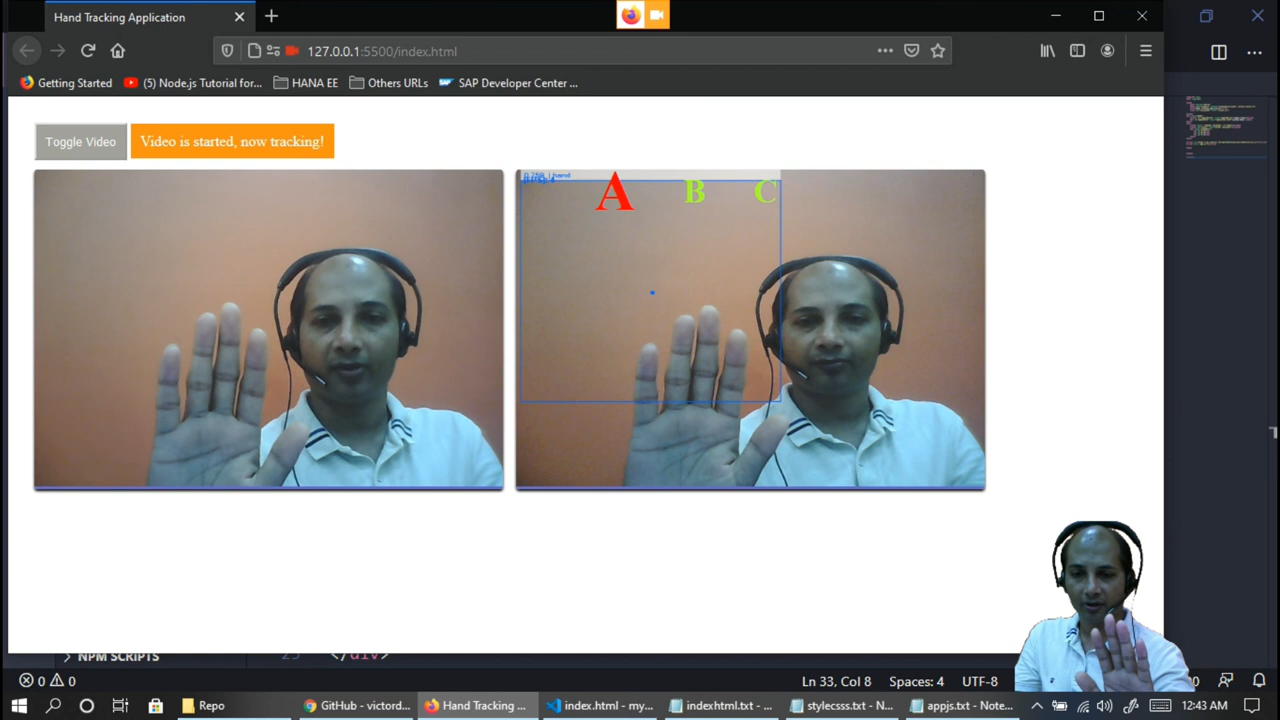 Hand Tracking Application
127.0.0.1:5500/index.html
Getting Started
(5) Node.js Tutorial for...
HANA EE
Others URLs
SAP Developer Center ...
Toggle Video
Video is started, now tracking!
A B C
NPM SCRIPTS
</div>
0 0
Ln 33, Col 8
Spaces: 4
UTF-8
Repo
GitHub - victord...
Hand Tracking ...
index.html - my...
indexhtml.txt - ...
stylecsss.txt - N...
appjs.txt - Note...
12:43 AM